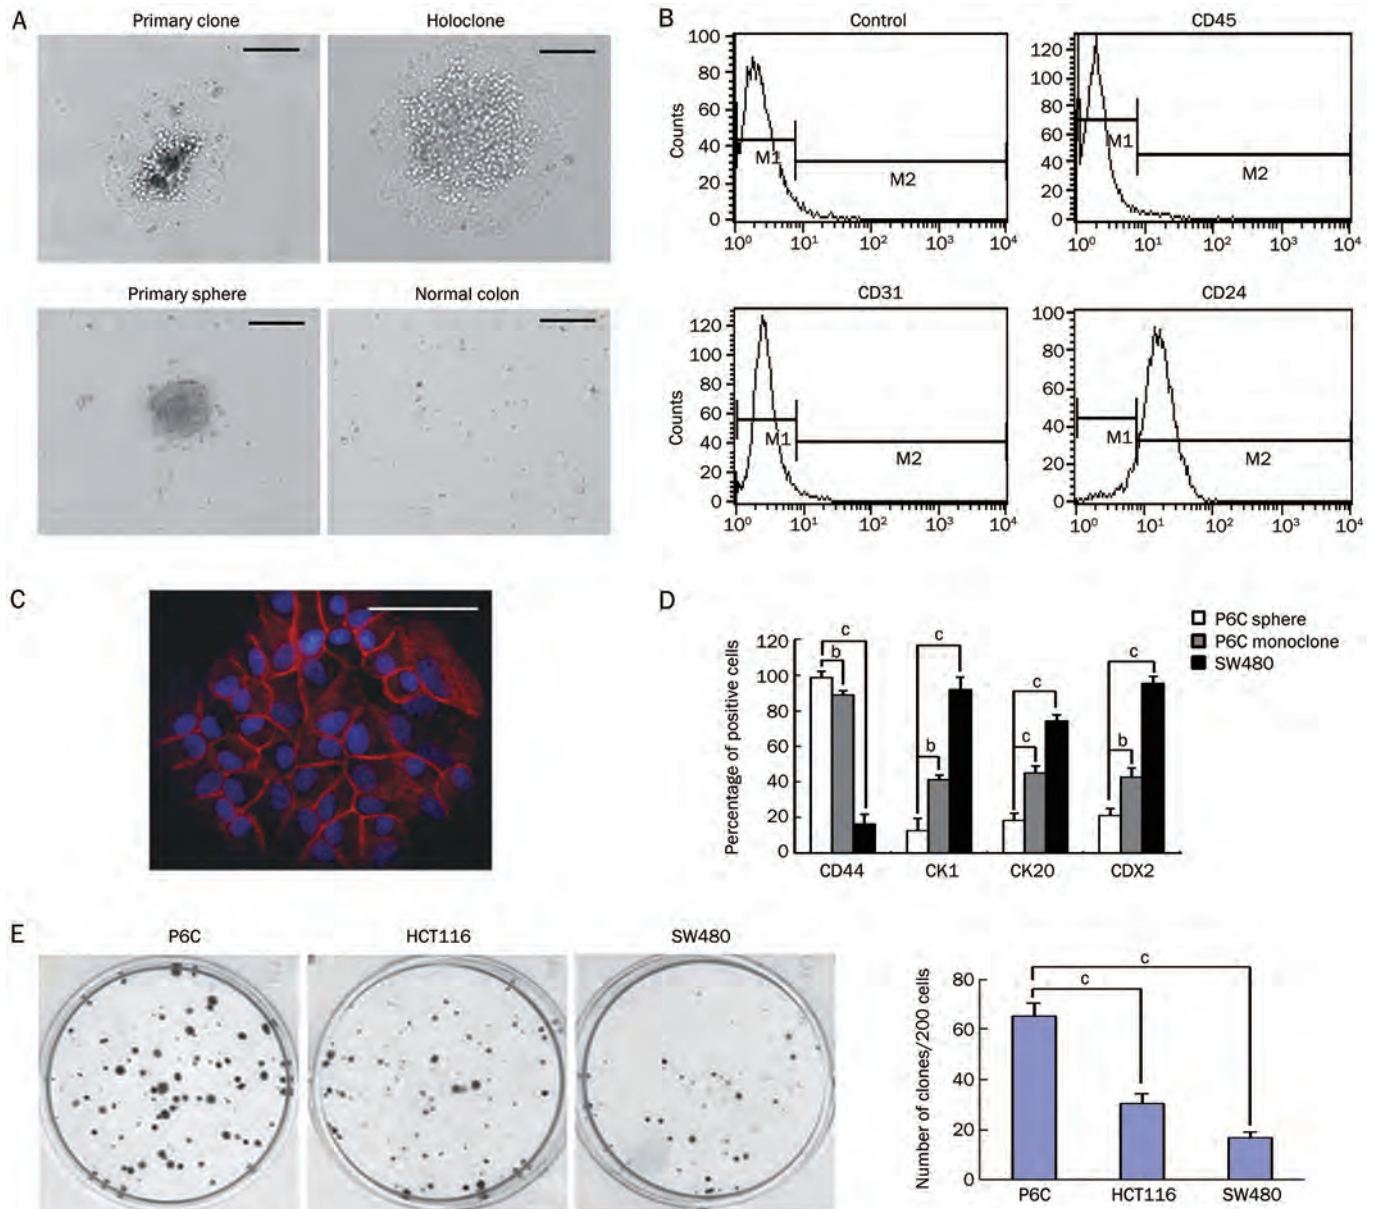 A
Primary clone
Holoclone
Primary sphere
Normal colon
B
Control
CD45
Counts
100
80
60
40
20
0
M1
M2
10⁰ 10¹ 10² 10³ 10⁴
120
100
80
60
40
20
0
M1
M2
10⁰ 10¹ 10² 10³ 10⁴
CD31
CD24
Counts
120
100
80
60
40
20
0
M1
M2
10⁰ 10¹ 10² 10³ 10⁴
100
80
60
40
20
0
M1
M2
10⁰ 10¹ 10² 10³ 10⁴
C
D
P6C sphere
P6C monoclone
SW480
Percentage of positive cells
120
100
80
60
40
20
0
c
b
c
b
c
c
c
b
CD44 CK1 CK20 CDX2
E
P6C HCT116 SW480
Number of clones/200 cells
80
60
40
20
0
c
c
P6C HCT116 SW480